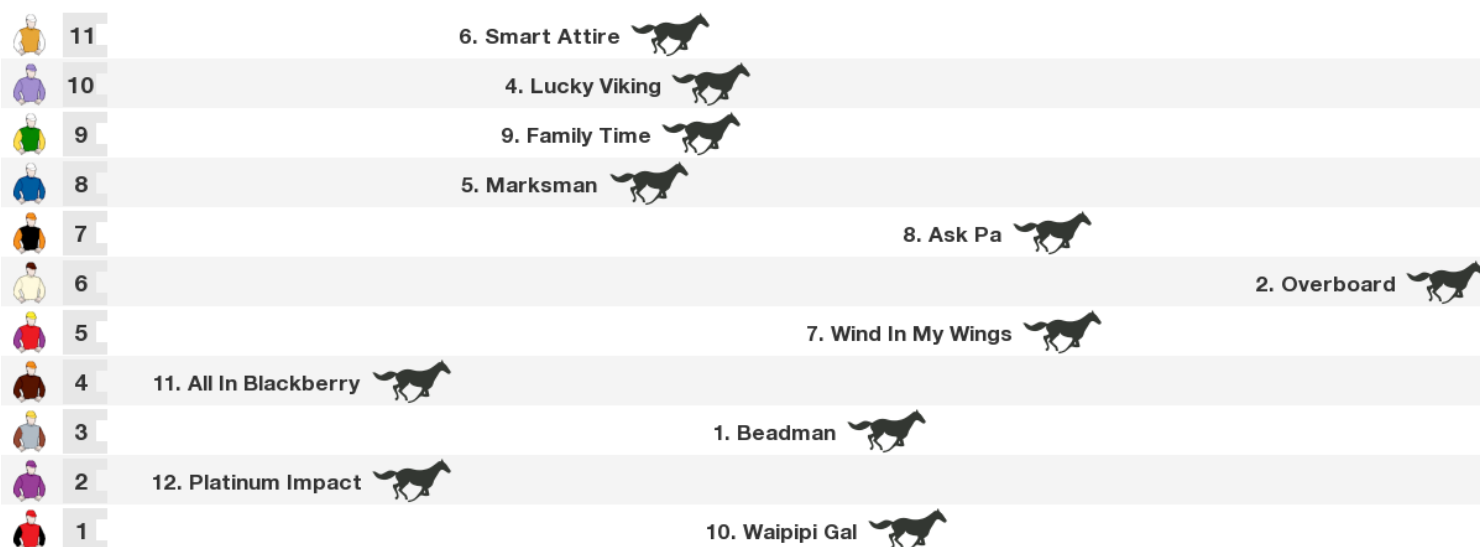 11 6. Smart Attire
10 4. Lucky Viking
9 9. Family Time
8 5. Marksman
7 8. Ask Pa
6 2. Overboard
5 7. Wind In My Wings
4 11. All In Blackberry
3 1. Beadman
2 12. Platinum Impact
1 10. Waipipi Gal